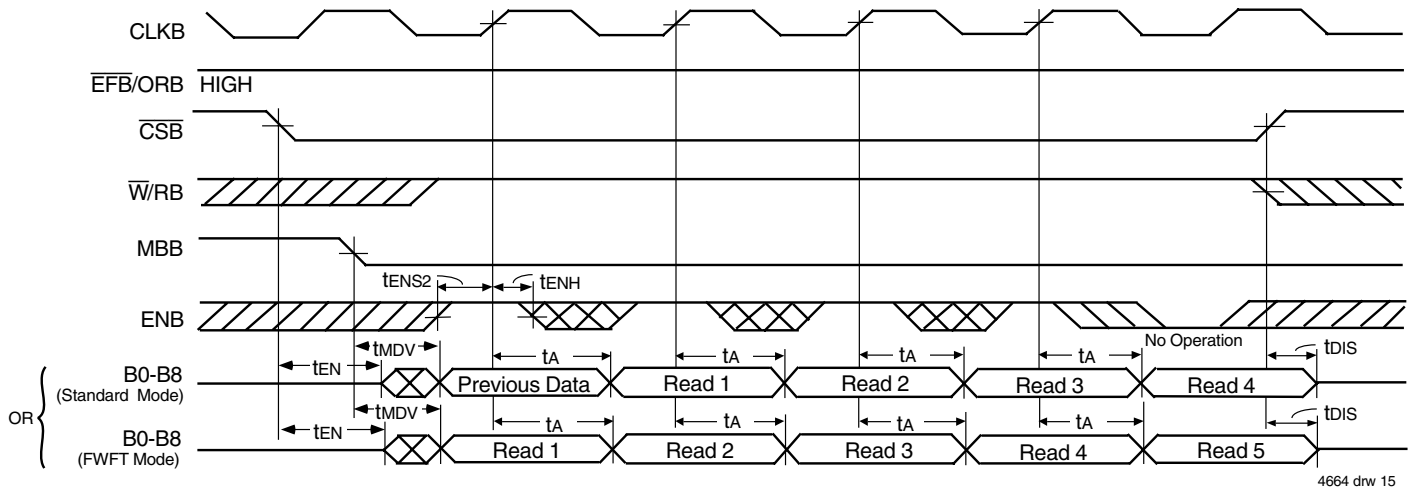 CLKB
EFB/ORB HIGH
CSB
W/RB
MBB
tENS2 tENH
ENB
No Operation
tMDV
tEN tA tA tA tA tDIS
B0-B8
(Standard Mode)
Previous Data Read 1 Read 2 Read 3 Read 4
OR
tMDV
tEN tA tA tA tA tDIS
B0-B8
(FWFT Mode)
Read 1 Read 2 Read 3 Read 4 Read 5
4664 drw 15